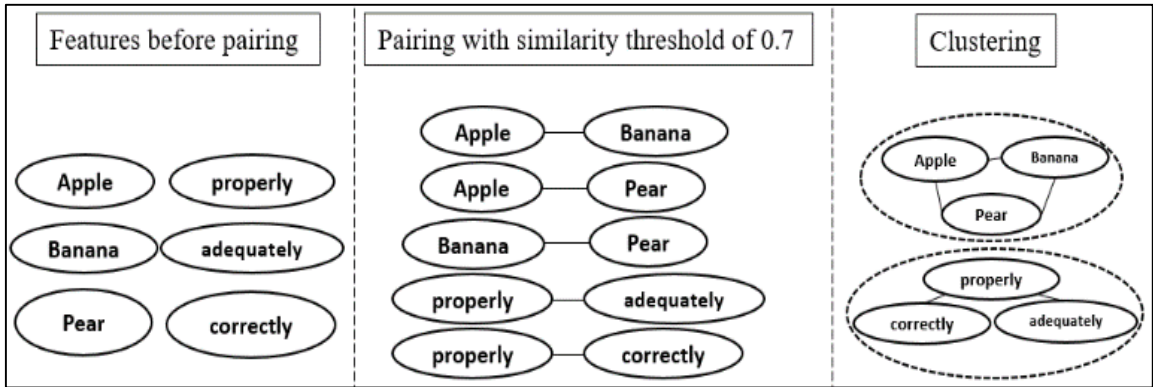 Features before pairing
Apple properly
Banana adequately
Pear correctly
Pairing with similarity threshold of 0.7
Apple Banana
Apple Pear
Banana Pear
properly adequately
properly correctly
Clustering
Apple Banana
Pear
properly
correctly adequately